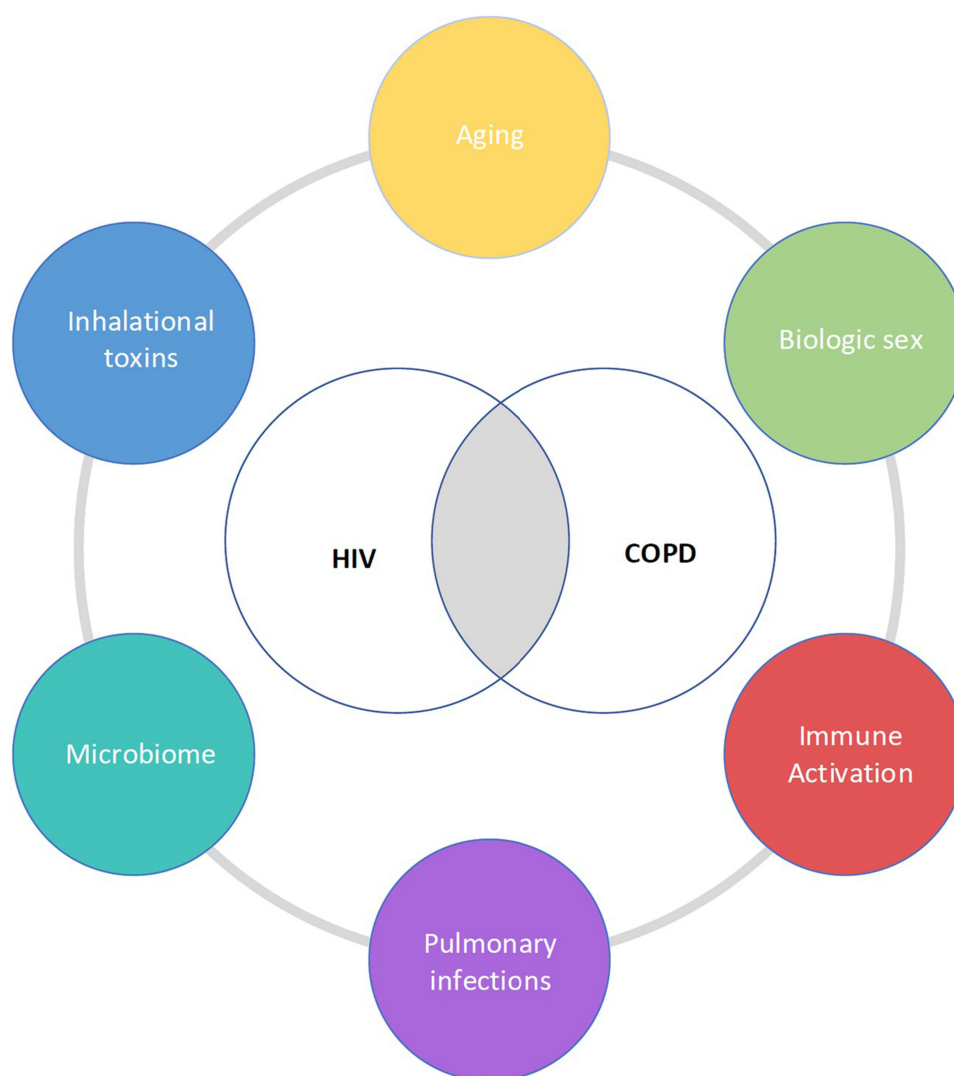 Aging
Inhalational
toxins
Biologic sex
HIV
COPD
Microbiome
Immune
Activation
Pulmonary
infections